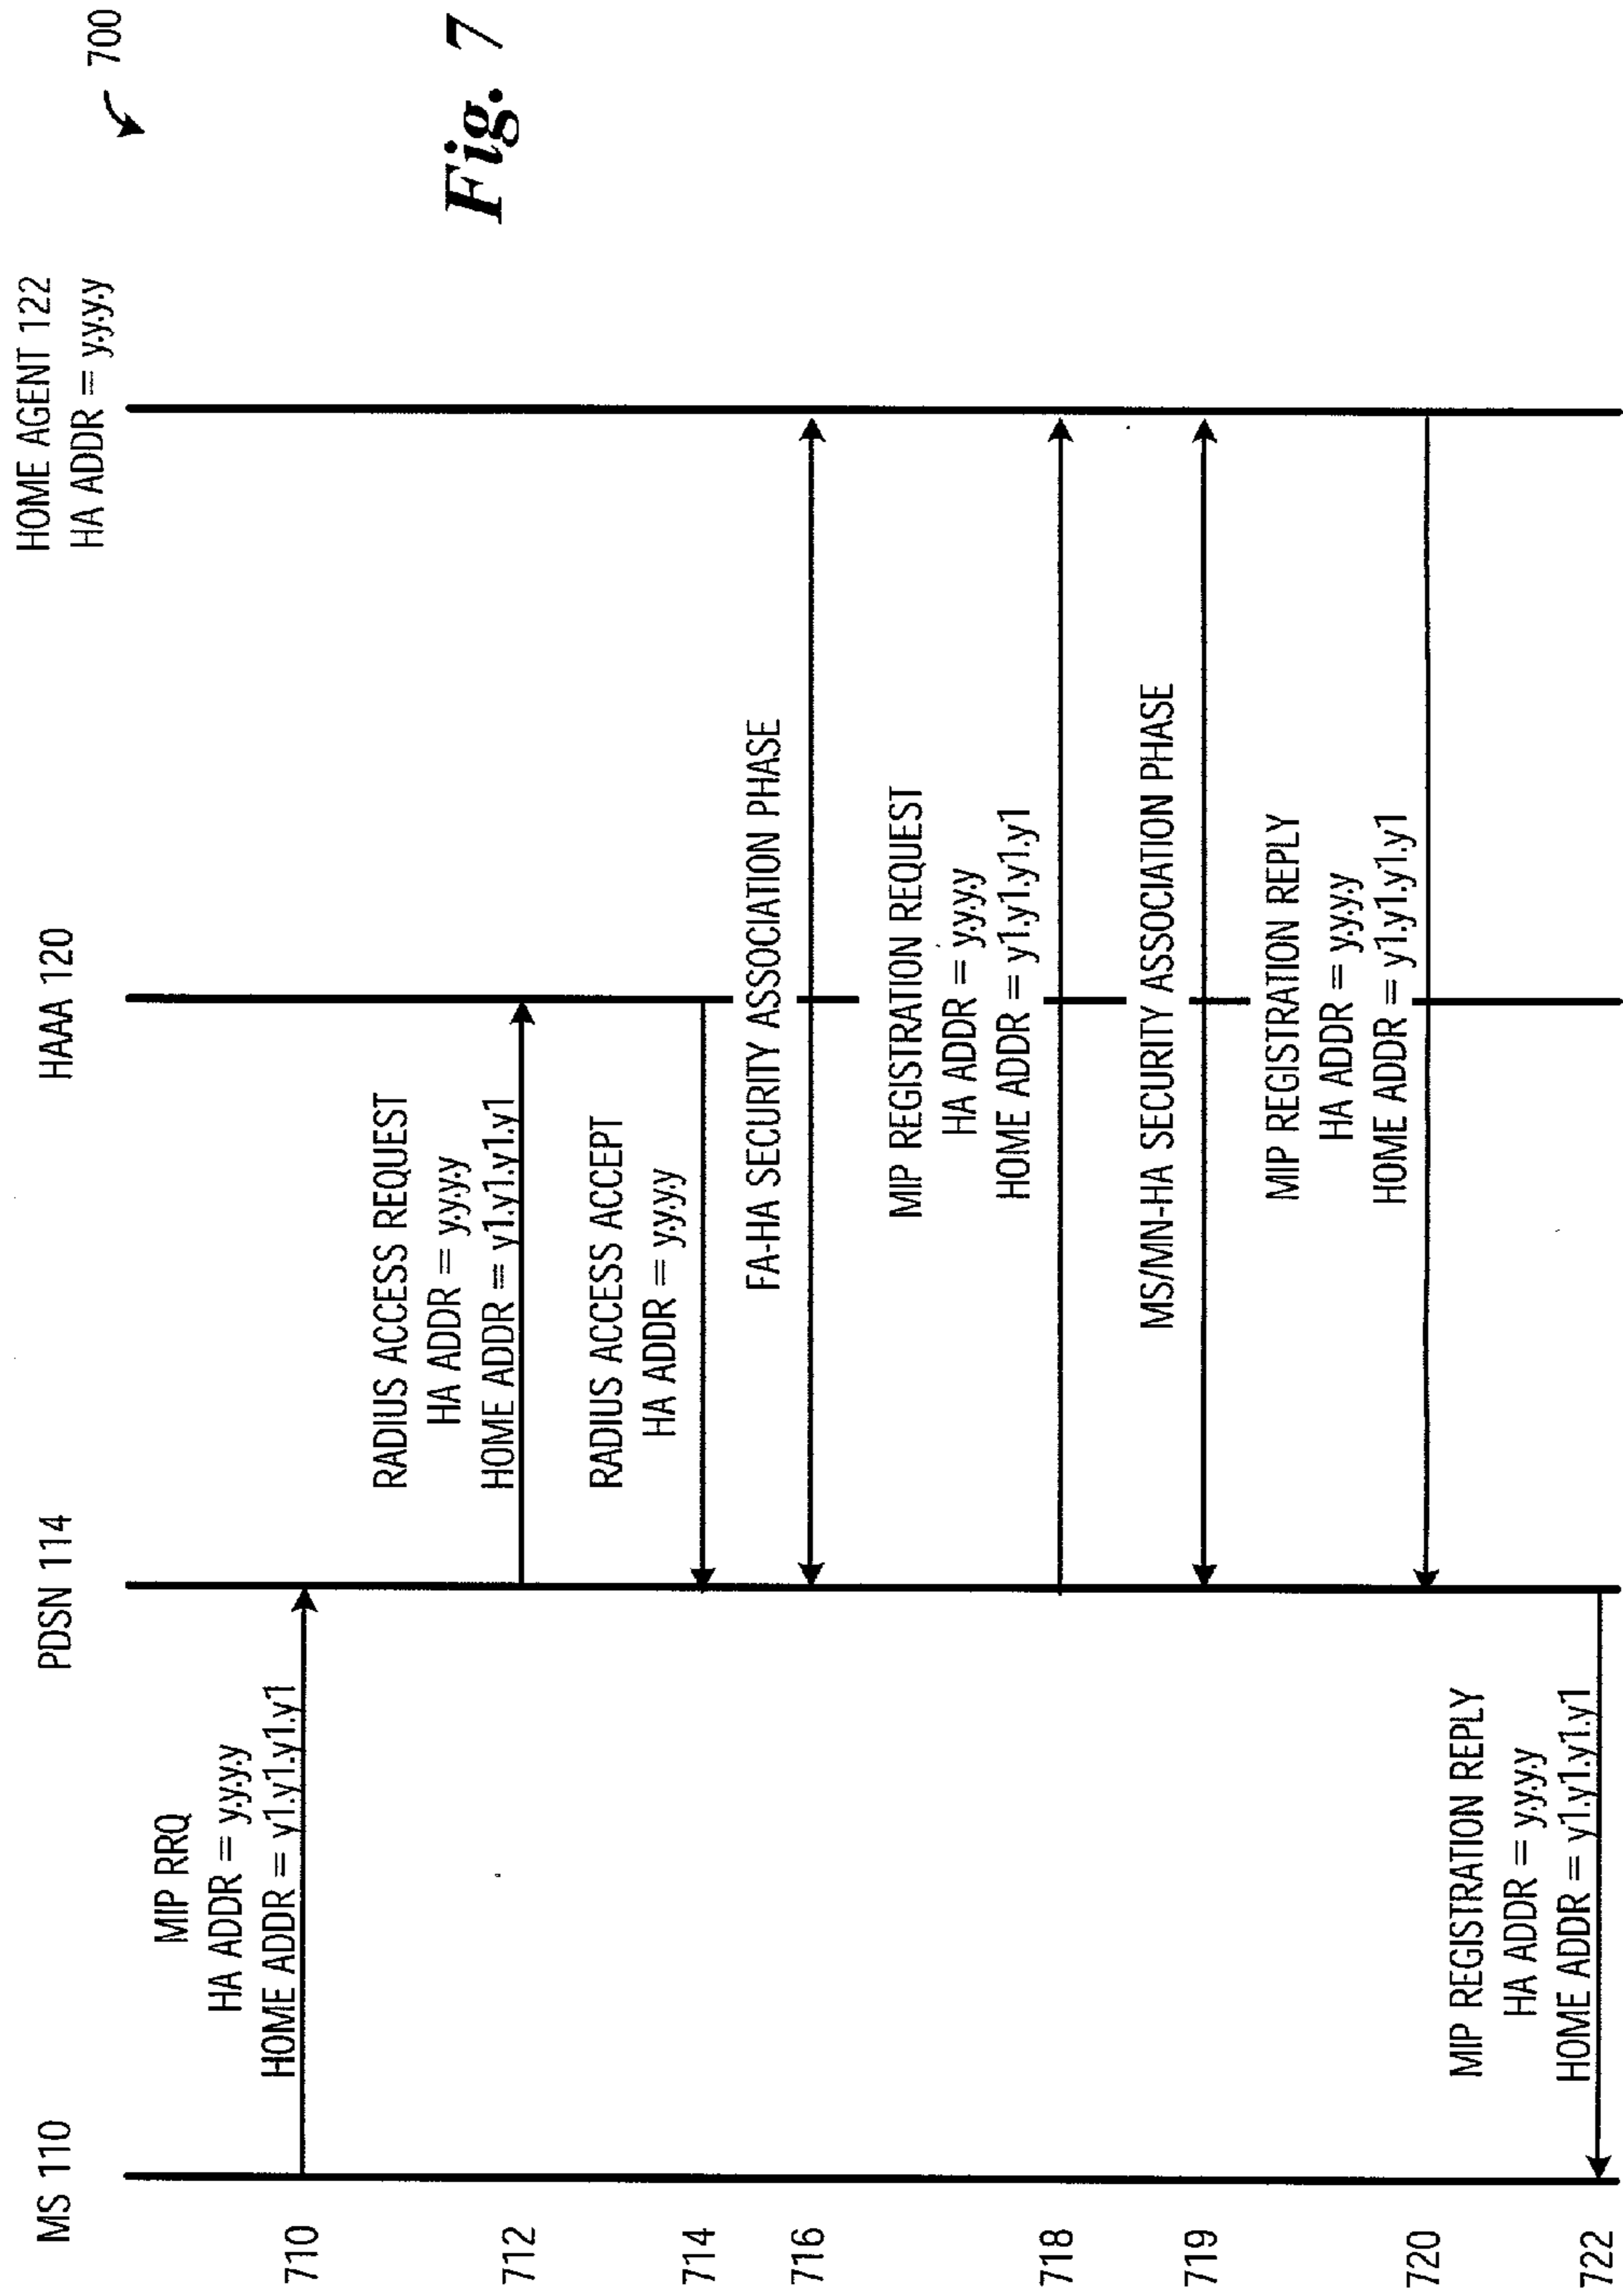 700
Fig. 7
MS 110
PDSN 114
HAAA 120
HOME AGENT 122
HA ADDR = y.y.y.y
710
MIP RRQ
HA ADDR = y.y.y.y
HOME ADDR = y1.y1.y1.y1
712
RADIUS ACCESS REQUEST
HA ADDR = y.y.y.y
HOME ADDR = y1.y1.y1.y1
714
RADIUS ACCESS ACCEPT
HA ADDR = y.y.y.y
716
FA-HA SECURITY ASSOCIATION PHASE
718
MIP REGISTRATION REQUEST
HA ADDR = y.y.y.y
HOME ADDR = y1.y1.y1.y1
719
MS/MN-HA SECURITY ASSOCIATION PHASE
720
MIP REGISTRATION REPLY
HA ADDR = y.y.y.y
HOME ADDR = y1.y1.y1.y1
722
MIP REGISTRATION REPLY
HA ADDR = y.y.y.y
HOME ADDR = y1.y1.y1.y1